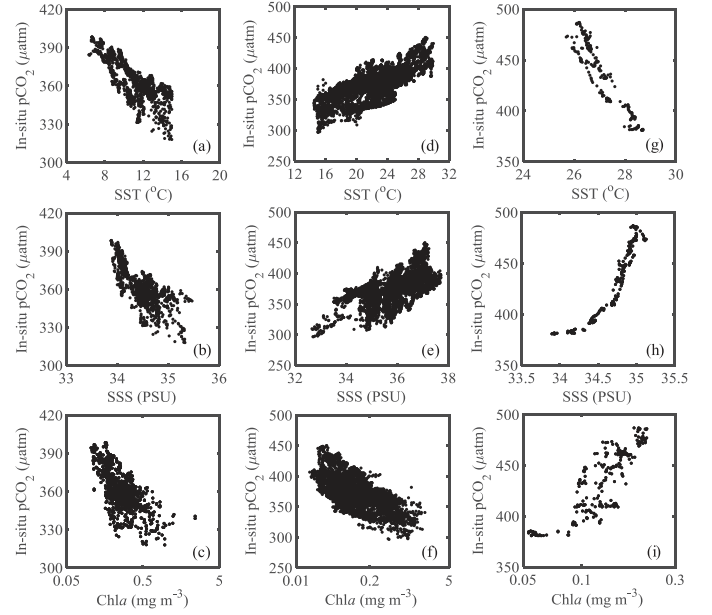 420
390
360
330
300
4 8 12 16 20
In-situ pCO2 (μatm)
SST (°C)
(a)
500
450
400
350
300
250
12 16 20 24 28 32
In-situ pCO2 (μatm)
SST (°C)
(d)
500
450
400
350
24 26 28 30
In-situ pCO2 (μatm)
SST (°C)
(g)
420
390
360
330
300
33 34 35 36
In-situ pCO2 (μatm)
SSS (PSU)
(b)
500
450
400
350
300
250
32 34 36 38
In-situ pCO2 (μatm)
SSS (PSU)
(e)
500
450
400
350
33.5 34 34.5 35 35.5
In-situ pCO2 (μatm)
SSS (PSU)
(h)
420
390
360
330
300
0.05 0.5 5
In-situ pCO2 (μatm)
Chla (mg m-3)
(c)
500
450
400
350
300
250
0.01 0.2 5
In-situ pCO2 (μatm)
Chla (mg m-3)
(f)
500
450
400
350
0.05 0.1 0.3
In-situ pCO2 (μatm)
Chla (mg m-3)
(i)